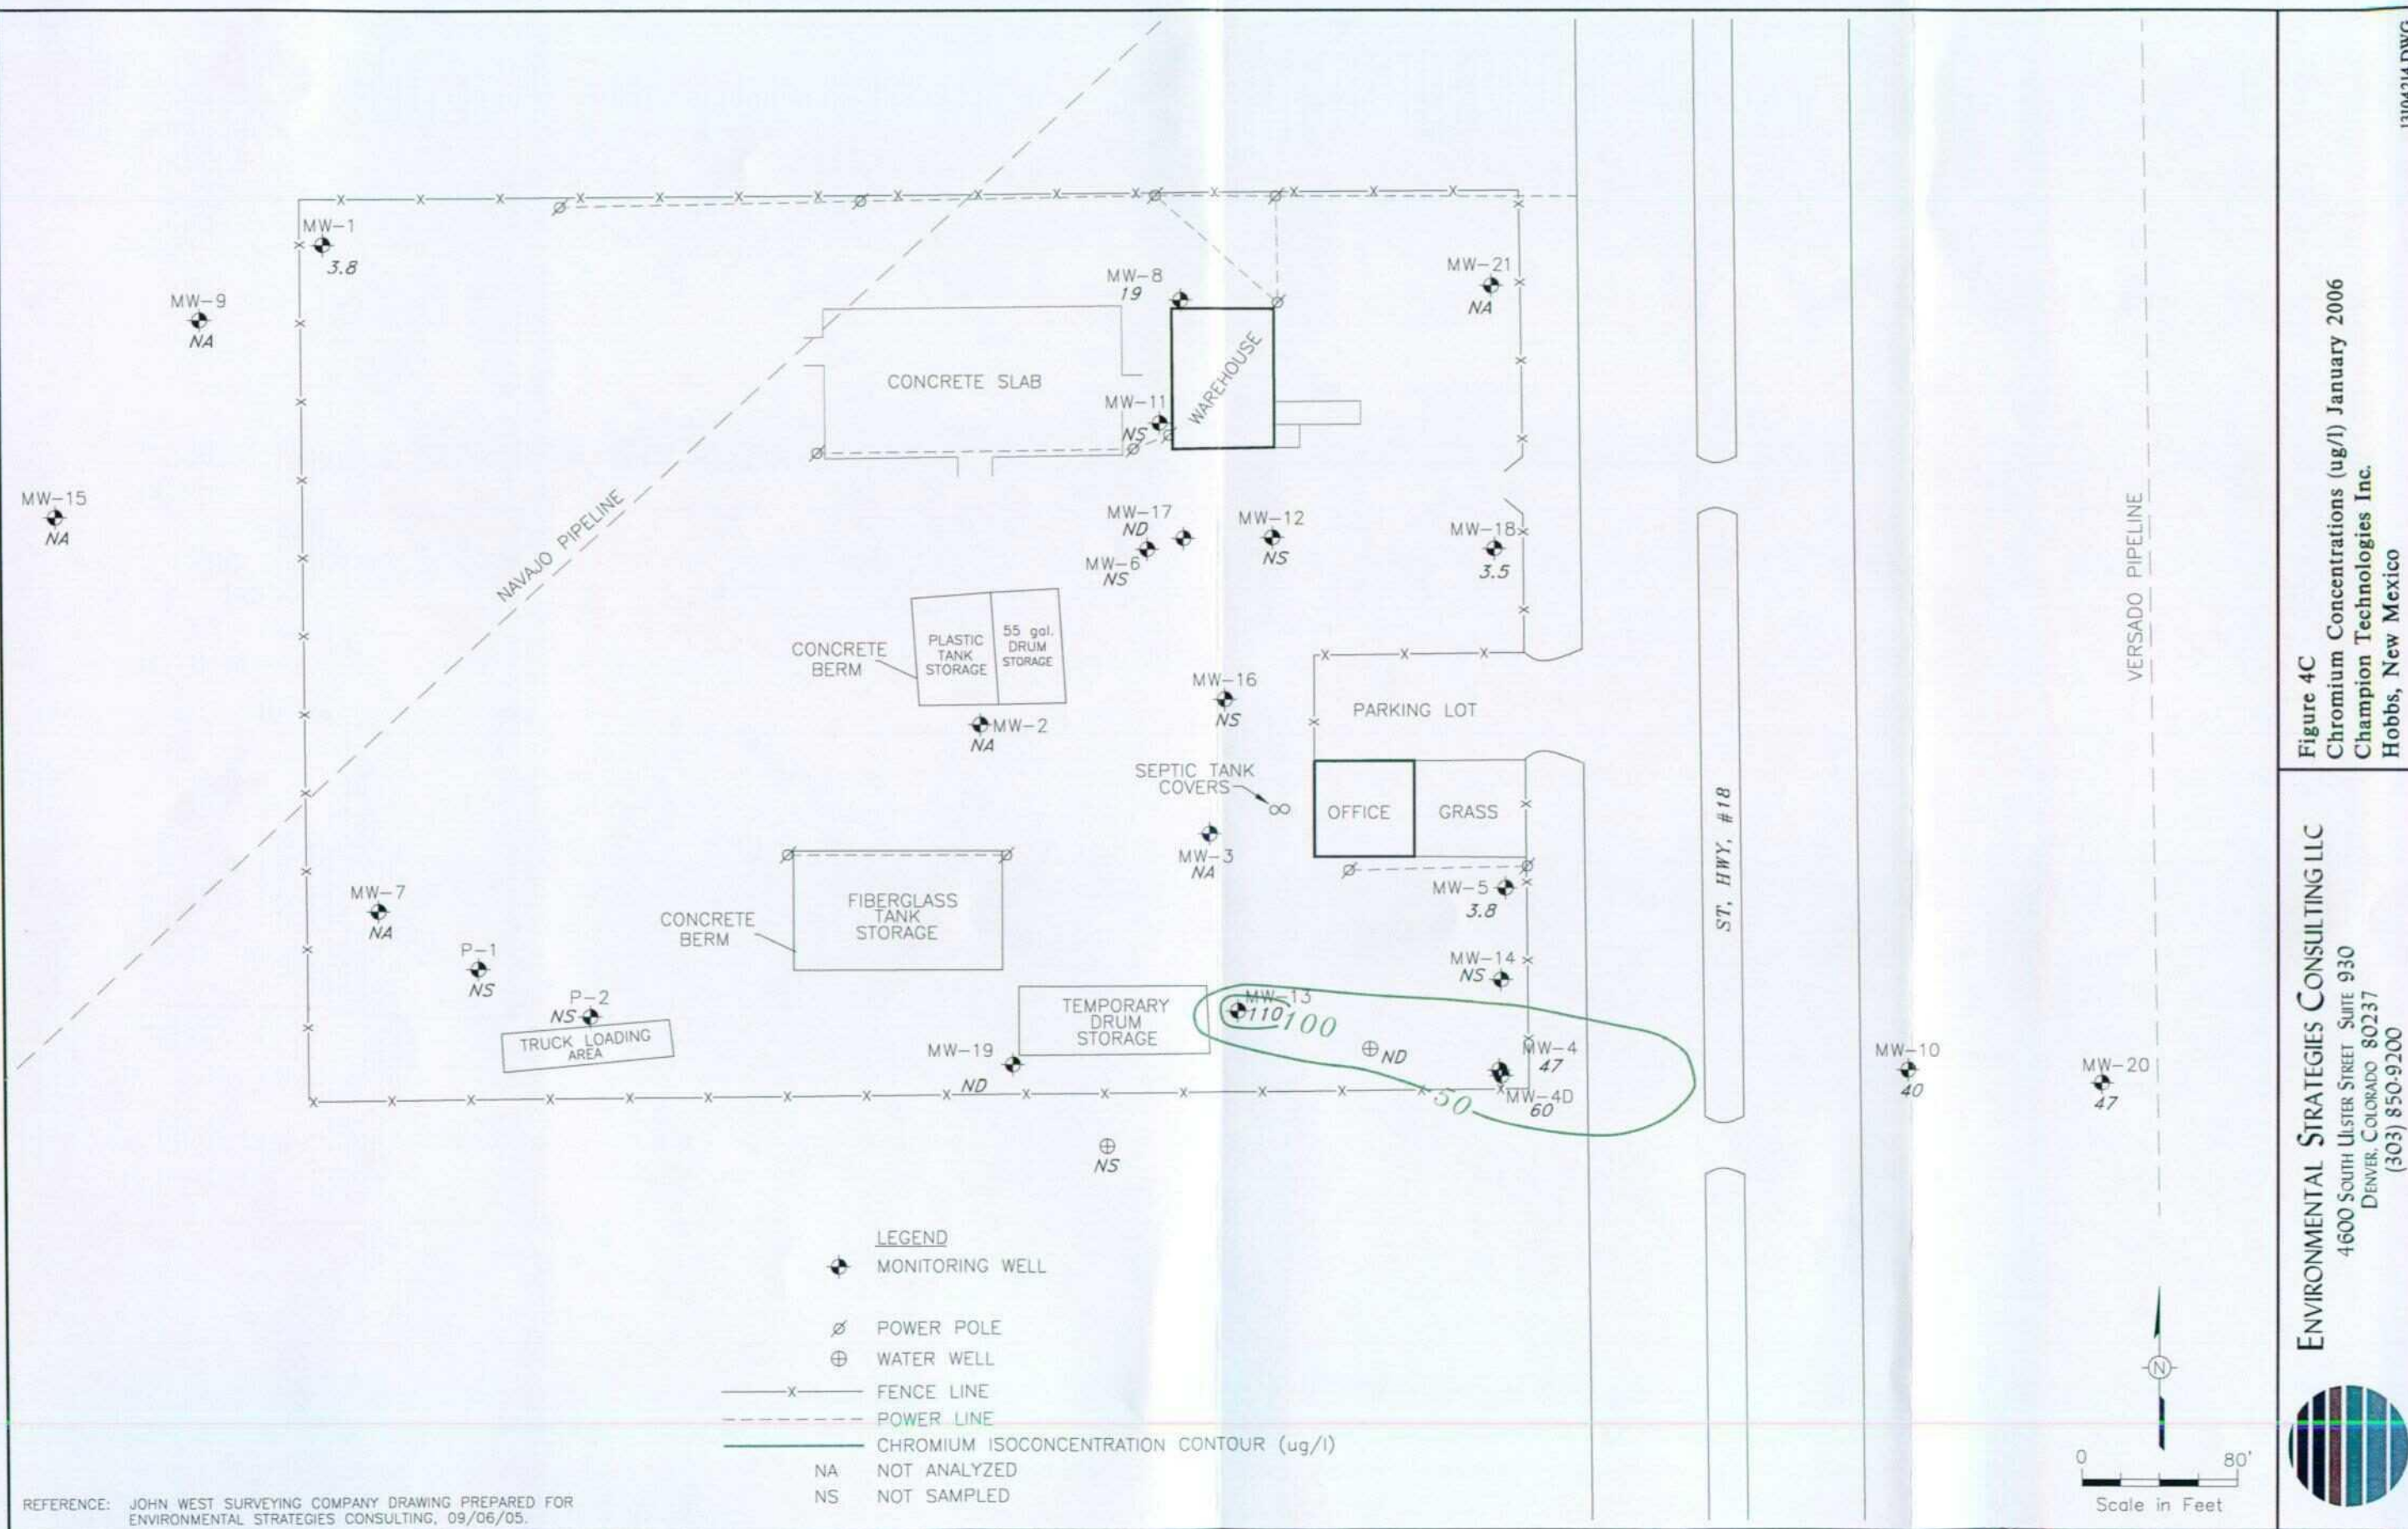 MW-1
3.8
MW-9
NA
MW-15
NA
NAVAJO PIPELINE
CONCRETE SLAB
MW-8
19
WAREHOUSE
MW-11
NS
MW-21
NA
MW-17
ND
MW-6
NS
MW-12
NS
MW-18
3.5
CONCRETE
BERM
PLASTIC
TANK
STORAGE
55 gal.
DRUM
STORAGE
MW-2
NA
MW-16
NS
PARKING LOT
SEPTIC TANK
COVERS
OFFICE
GRASS
MW-3
NA
MW-5
3.8
MW-7
NA
P-1
NS
P-2
NS
TRUCK LOADING
AREA
CONCRETE
BERM
FIBERGLASS
TANK
STORAGE
MW-14
NS
TEMPORARY
DRUM
STORAGE
MW-13
110
100
ND
MW-19
ND
MW-4
47
MW-4D
60
50
NS
ST. HWY. #18
MW-10
40
MW-20
47
VERSADO PIPELINE
LEGEND
MONITORING WELL
POWER POLE
WATER WELL
X FENCE LINE
POWER LINE
CHROMIUM ISOCONCENTRATION CONTOUR (ug/l)
NA NOT ANALYZED
NS NOT SAMPLED
REFERENCE: JOHN WEST SURVEYING COMPANY DRAWING PREPARED FOR
ENVIRONMENTAL STRATEGIES CONSULTING, 09/06/05.
N
0 80'
Scale in Feet
Figure 4C
Chromium Concentrations (ug/l) January 2006
Champion Technologies Inc.
Hobbs, New Mexico
ENVIRONMENTAL STRATEGIES CONSULTING LLC
4600 SOUTH ULSTER STREET SUITE 930
DENVER, COLORADO 80237
(303) 850-9200